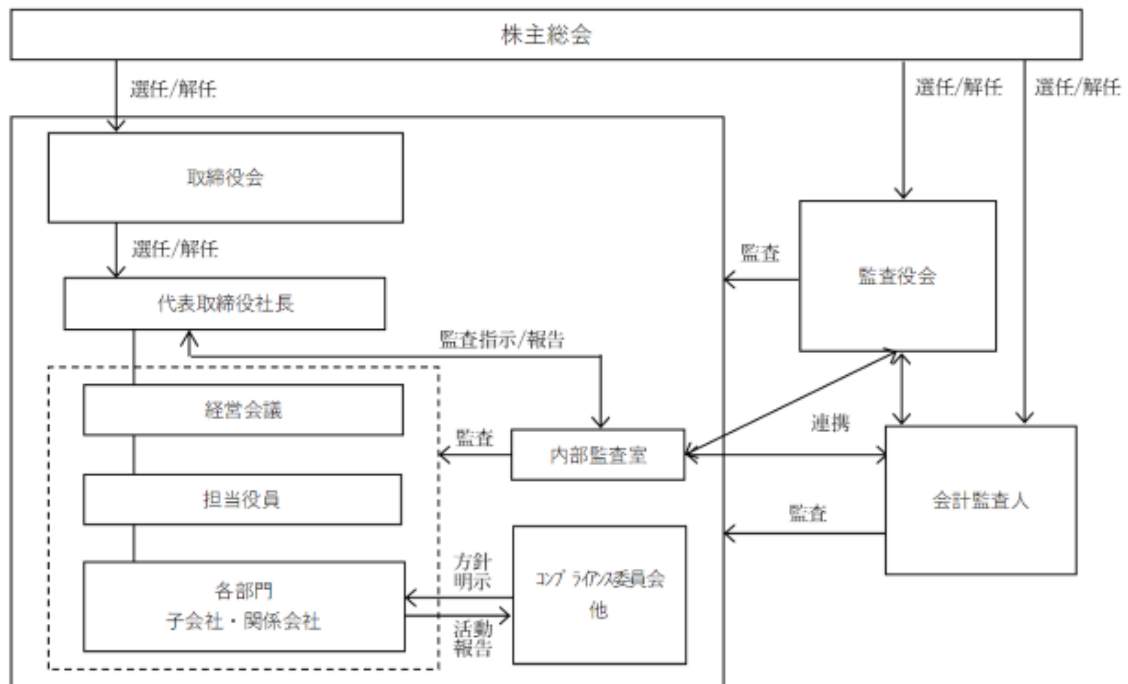 株主総会
選任/解任
選任/解任
選任/解任
取締役会
選任/解任
監査
監査役会
代表取締役社長
監査指示/報告
経営会議
監査
内部監査室
連携
担当役員
監査
会計監査人
方針
明示
コンプライアンス委員会
他
各部門
子会社・関係会社
活動
報告